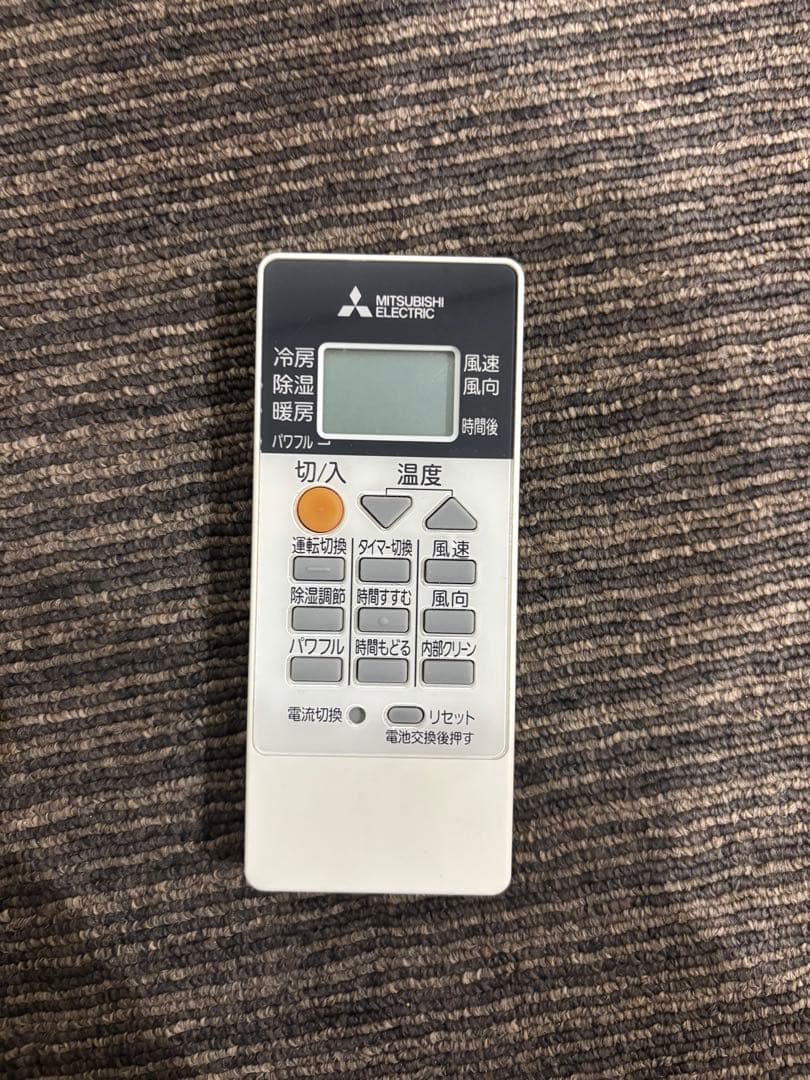 MITSUBISHI
ELECTRIC
冷房
除湿
暖房
パワフル
風速
風向
時間後
切/入 温度
運転切換 タイマー切換 風速
除湿調節 時間すすむ 風向
パワフル 時間もどる 内部クリーン
電流切換 リセット
電池交換後押す